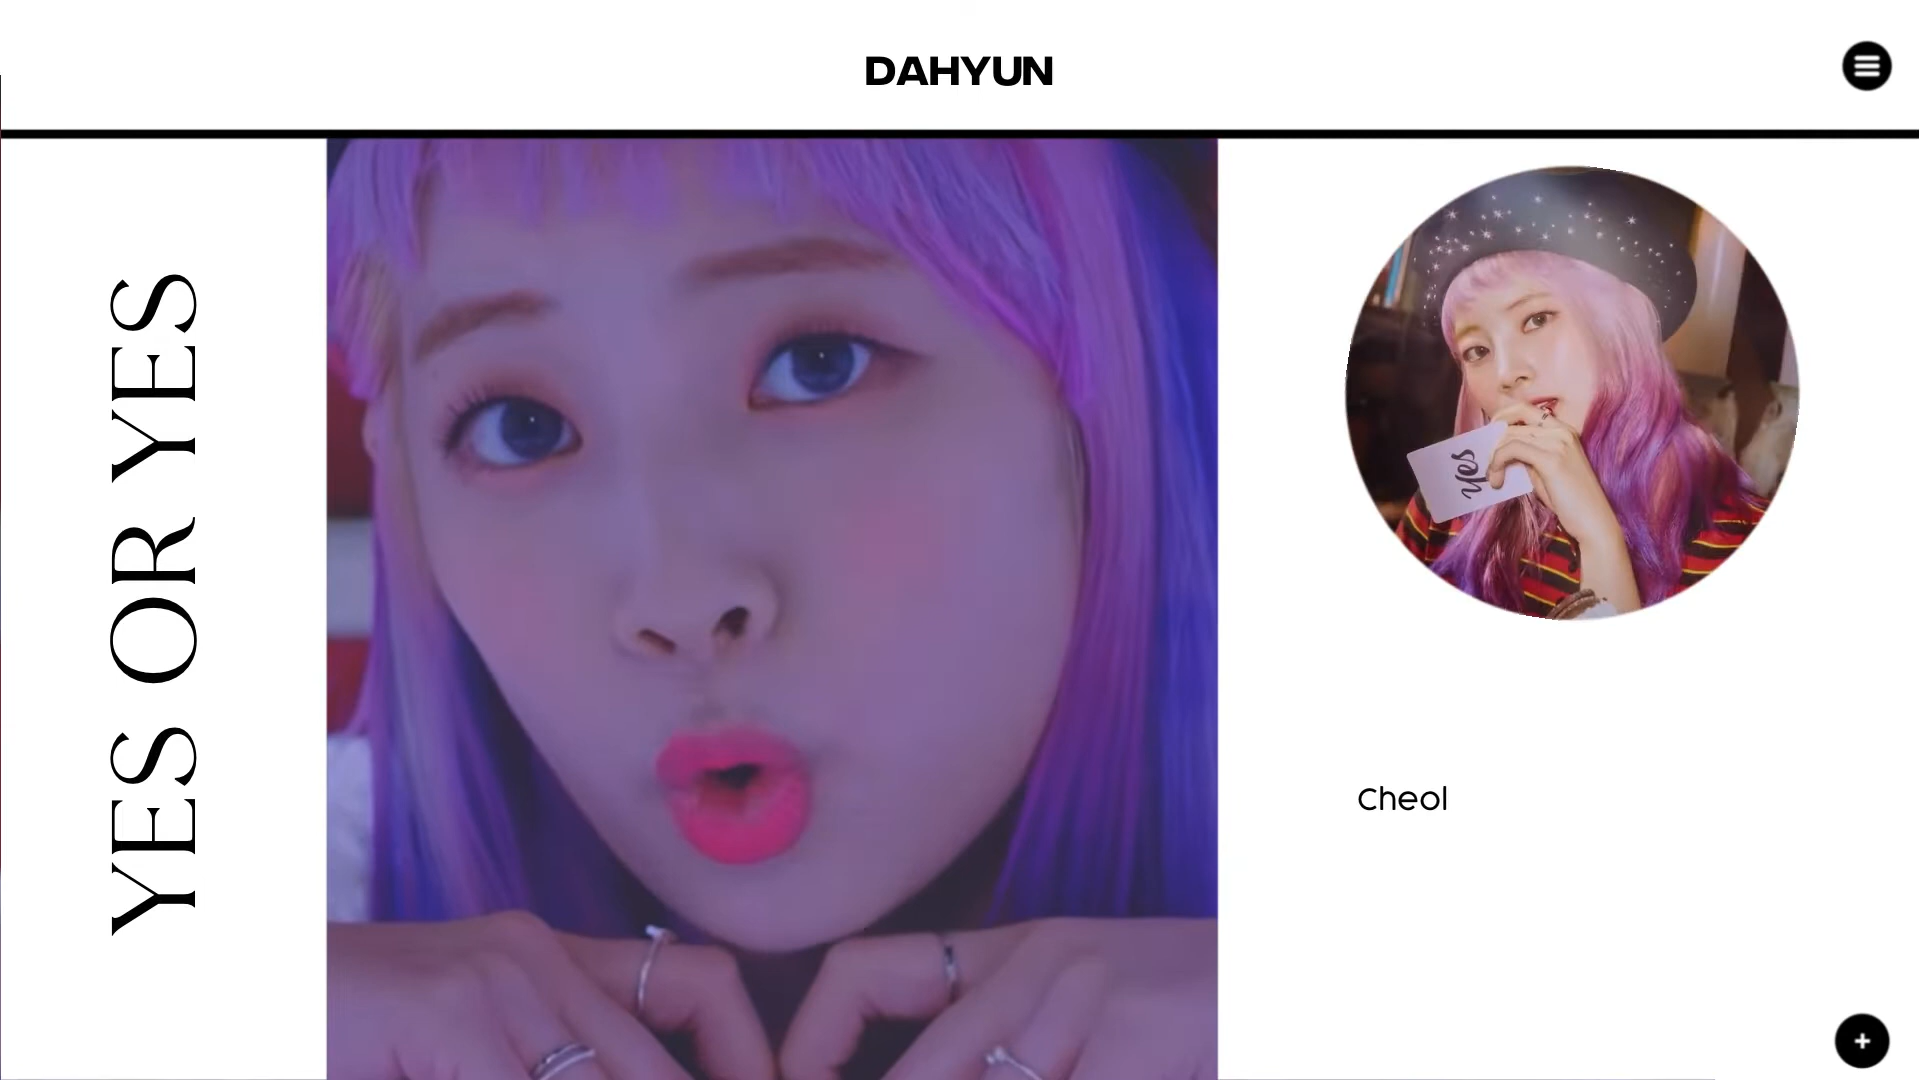 DAHYUN
YES OR YES
yes
Cheol